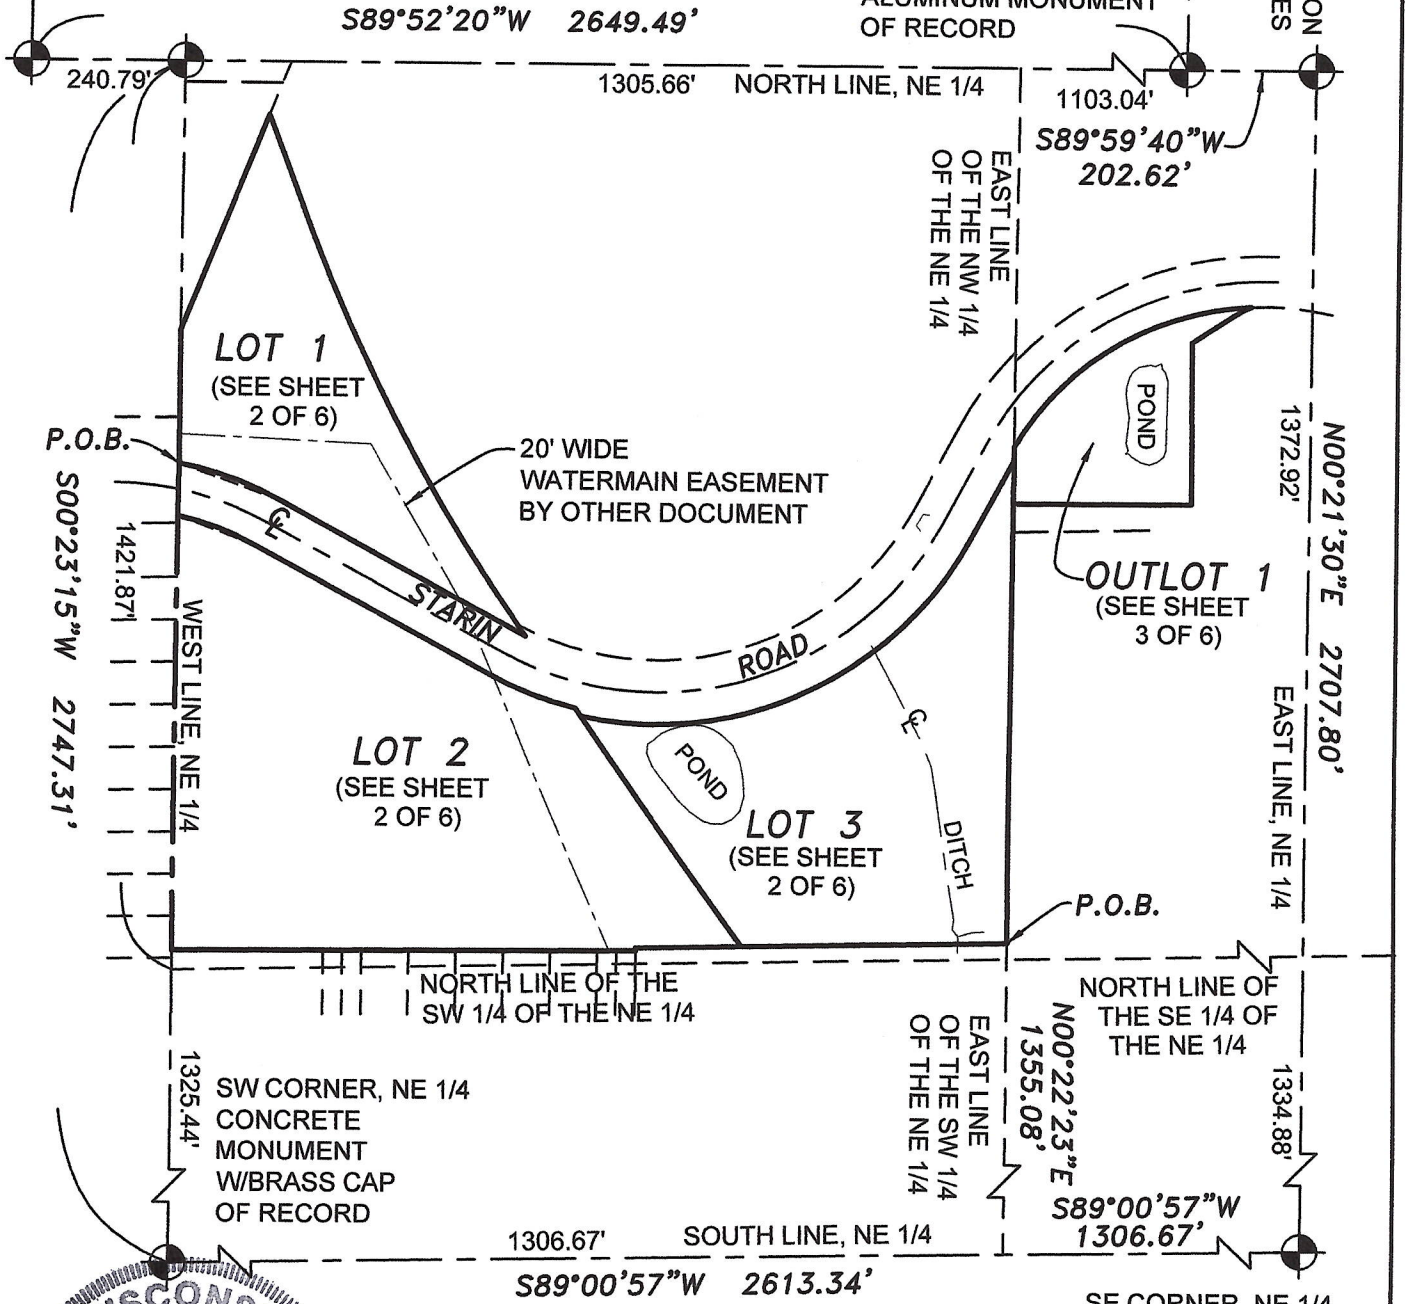 S89°52'20"W 2649.49'
ALUMINUM MONUMENT
OF RECORD
240.79'
1305.66' NORTH LINE, NE 1/4
1103.04'
S89°59'40"W
202.62'
EAST LINE
OF THE NW 1/4
OF THE NE 1/4
LOT 1
(SEE SHEET
2 OF 6)
P.O.B.
20' WIDE
WATERMAIN EASEMENT
BY OTHER DOCUMENT
POND
1372.92'
N00°21'30"E 2707.80'
EAST LINE, NE 1/4
S00°23'15"W 2747.31'
1421.87'
WEST LINE, NE 1/4
STARIN
ROAD
OUTLOT 1
(SEE SHEET
3 OF 6)
LOT 2
(SEE SHEET
2 OF 6)
POND
LOT 3
(SEE SHEET
2 OF 6)
DITCH
P.O.B.
NORTH LINE OF THE
SW 1/4 OF THE NE 1/4
NORTH LINE OF
THE SE 1/4 OF
THE NE 1/4
1325.44'
SW CORNER, NE 1/4
CONCRETE
MONUMENT
W/BRASS CAP
OF RECORD
EAST LINE
OF THE SW 1/4
OF THE NE 1/4
N00°22'23"E
1355.08'
1334.88'
S89°00'57"W
1306.67'
1306.67' SOUTH LINE, NE 1/4
S89°00'57"W 2613.34'
SE CORNER, NE 1/4